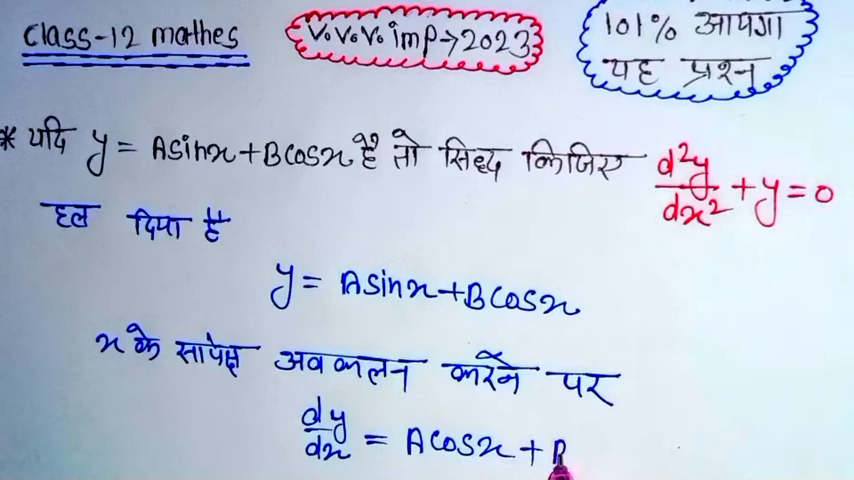 Class-12 mathes
V.V.V.imp→2023
101% आयेगा
यह प्रश्न
* यदि y = Asinx+Bcosx है तो सिद्ध किजिए d²y/dx² + y = 0
हल दिया है
y = Asinx+Bcosx
x के सापेक्ष अवकलन करने पर
dy/dx = Acosx +